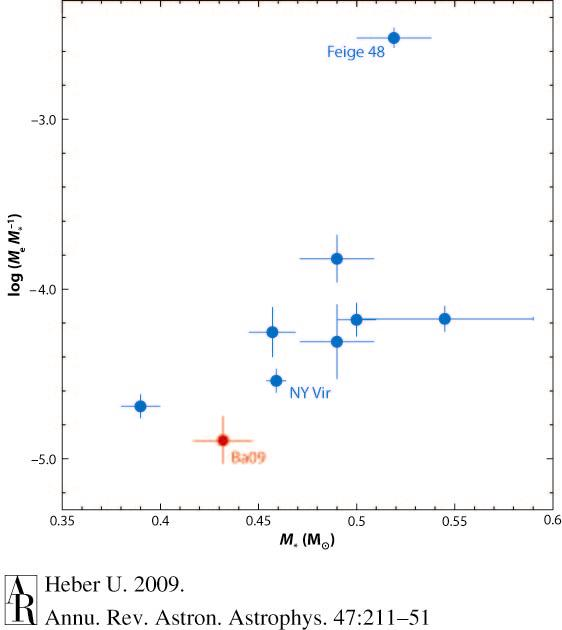 Feige 48
−3.0
log (Mₑ M*⁻¹)
−4.0
NY Vir
Ba09
−5.0
0.35 0.4 0.45 0.5 0.55 0.6
M* (M⊙)
AR Heber U. 2009.
Annu. Rev. Astron. Astrophys. 47:211–51